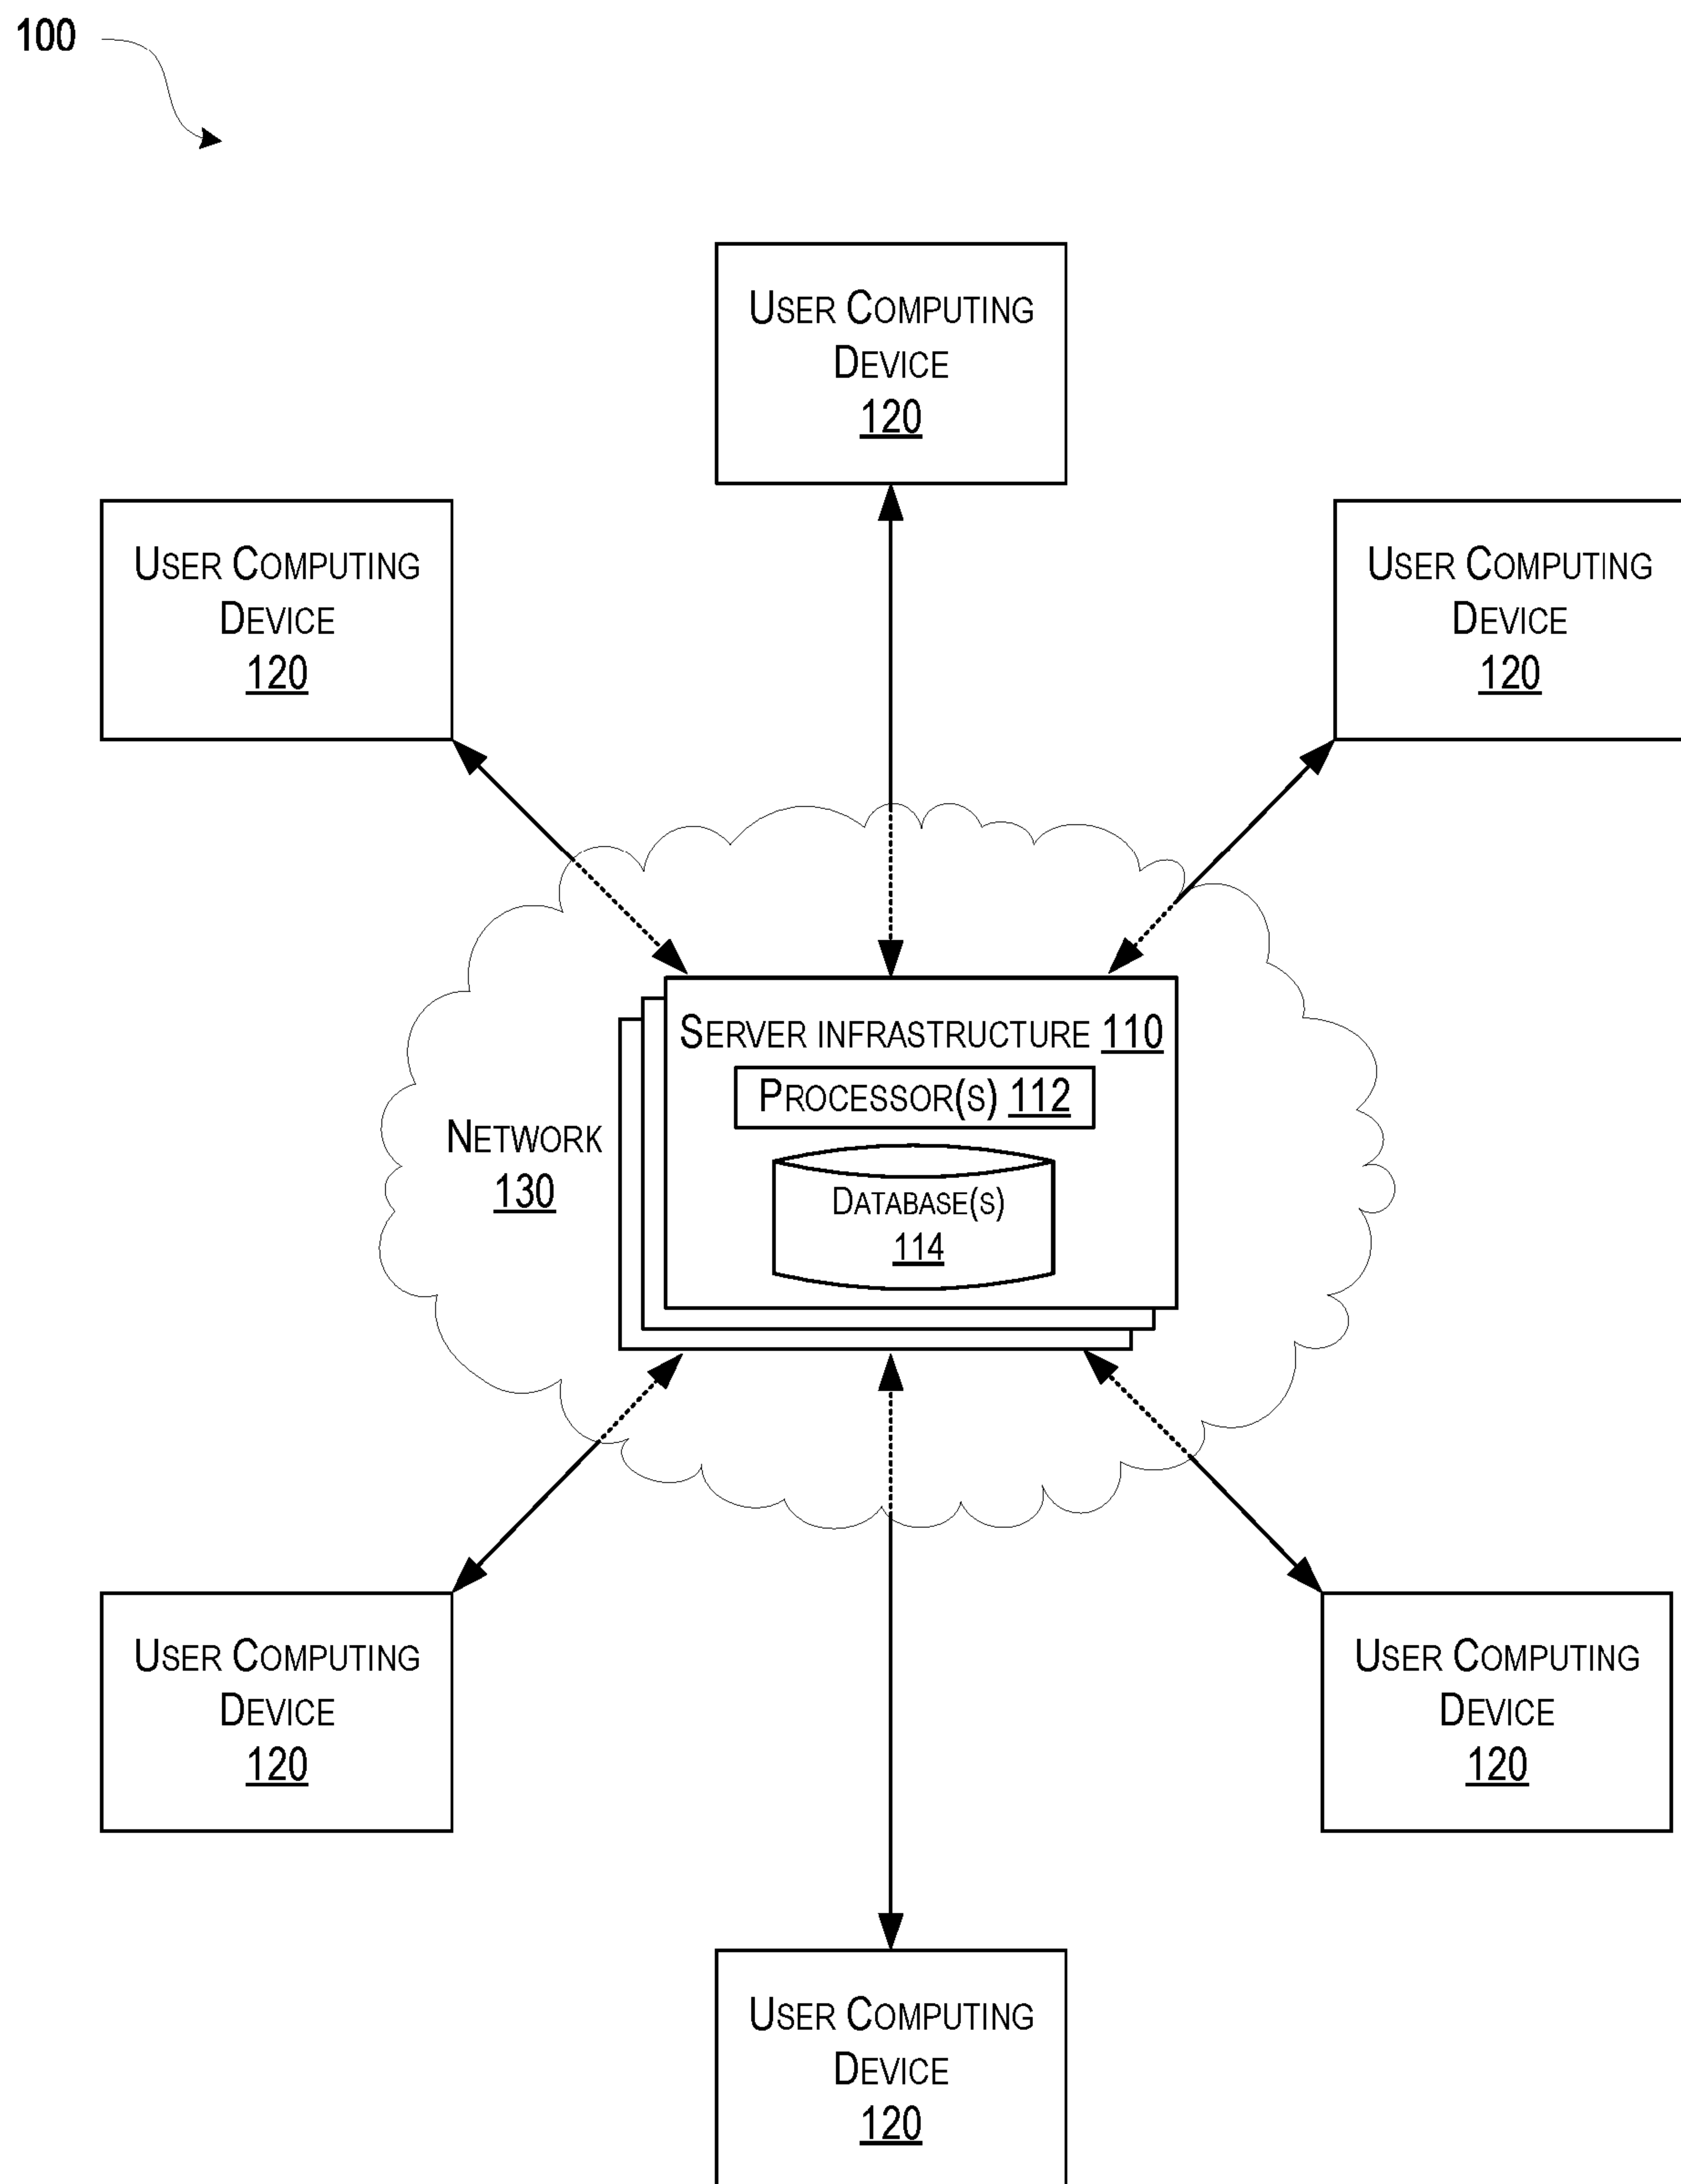 100
User Computing
Device
120
User Computing
Device
120
User Computing
Device
120
Server infrastructure 110
Processor(s) 112
Network
130
Database(s)
114
User Computing
Device
120
User Computing
Device
120
User Computing
Device
120